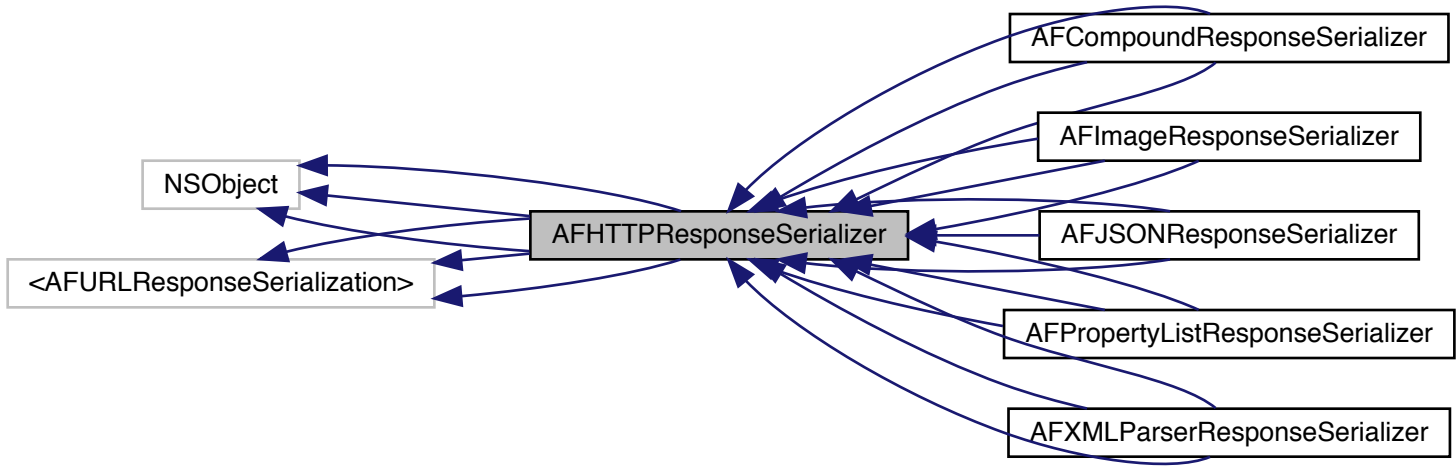 NSObject
<AFURLResponseSerialization>
AFHTTPResponseSerializer
AFCompoundResponseSerializer
AFImageResponseSerializer
AFJSONResponseSerializer
AFPropertyListResponseSerializer
AFXMLParserResponseSerializer